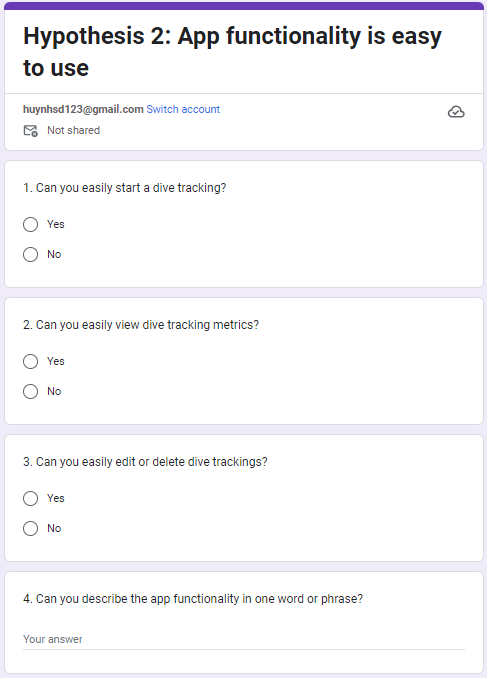 Hypothesis 2: App functionality is easy
to use
huynhsd123@gmail.com Switch account
Not shared
1. Can you easily start a dive tracking?
Yes
No
2. Can you easily view dive tracking metrics?
Yes
No
3. Can you easily edit or delete dive trackings?
Yes
No
4. Can you describe the app functionality in one word or phrase?
Your answer